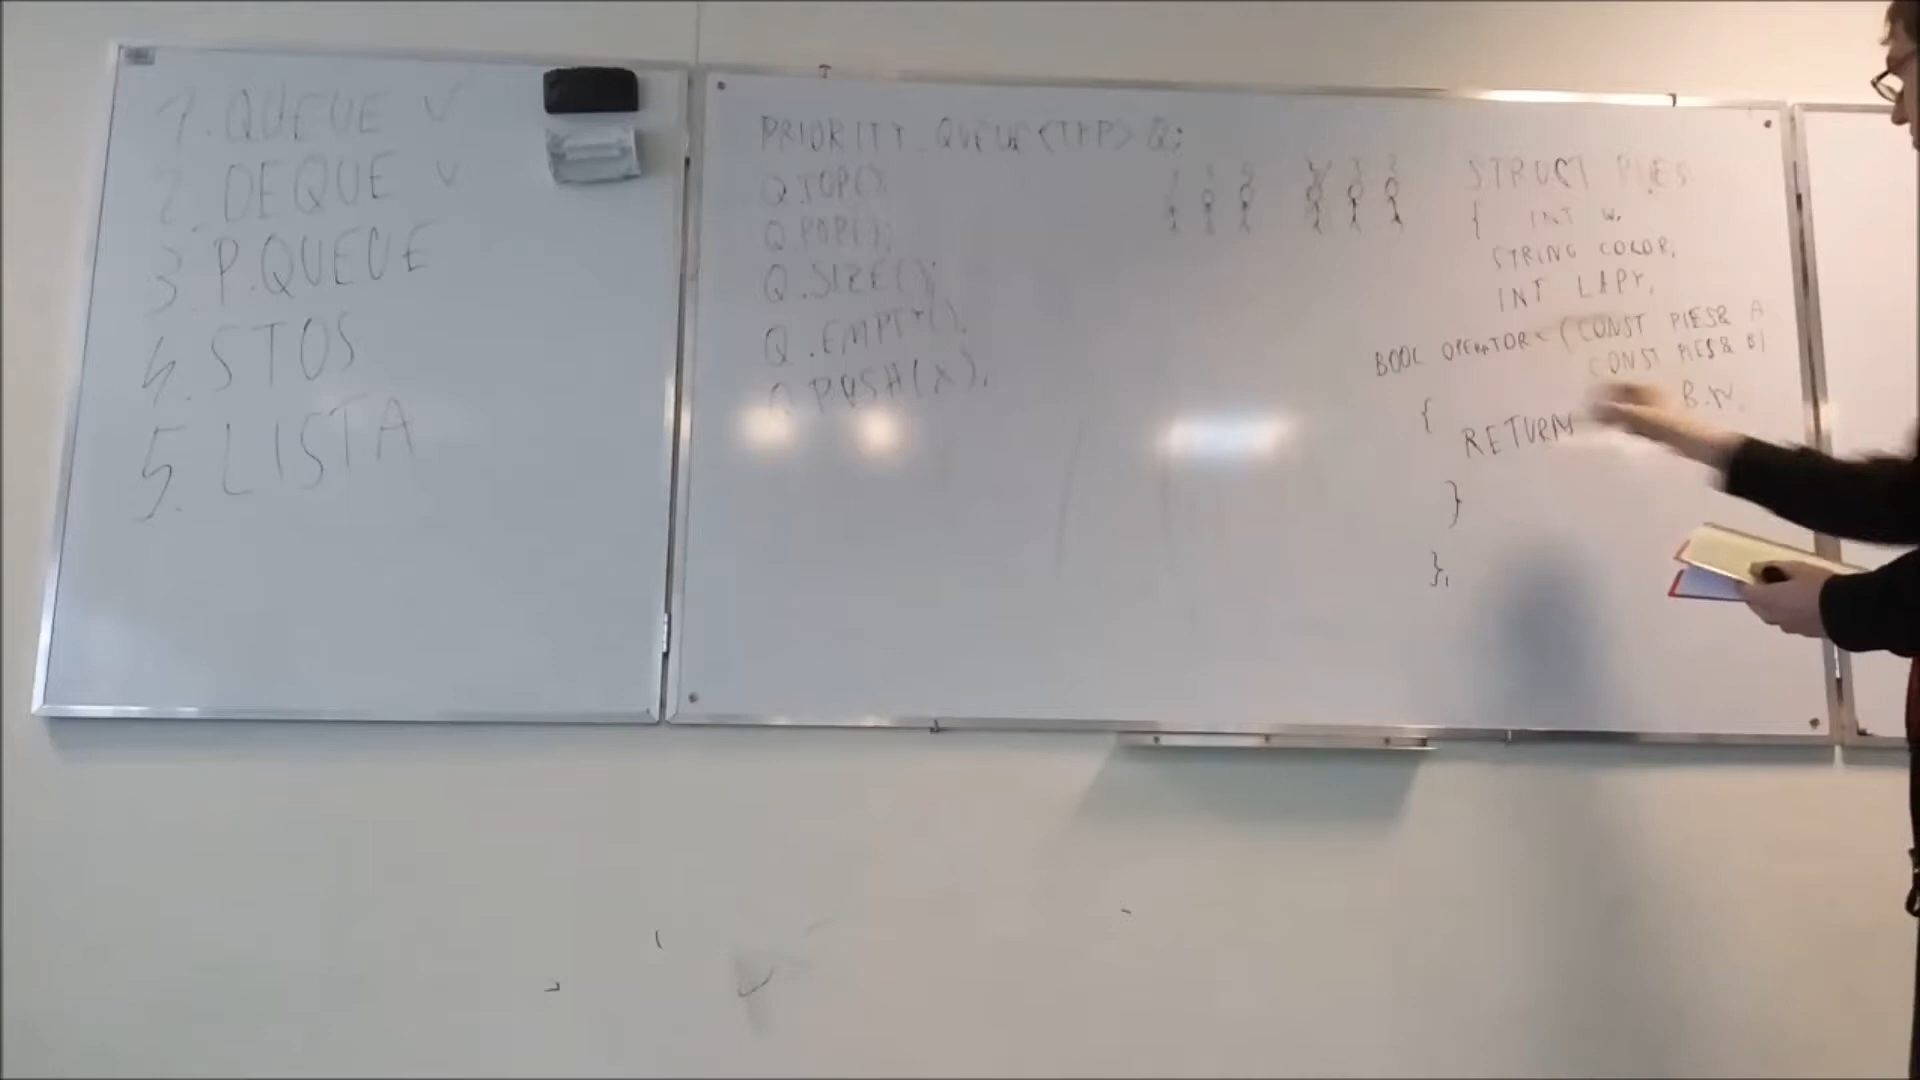 1. QUEUE ✓
2. DEQUE ✓
3. P.QUEUE
4. STOS
5. LISTA
PRIORITY_QUEUE<TYP> Q;
Q.TOP();
Q.POP();
Q.SIZE();
Q.EMPTY();
Q.PUSH(X);
STRUCT PIES
{ INT W;
STRING COLOR;
INT LAPY;
BOOL OPERATOR< (CONST PIES& A
CONST PIES& B)
{
RETURN B.W;
}
};